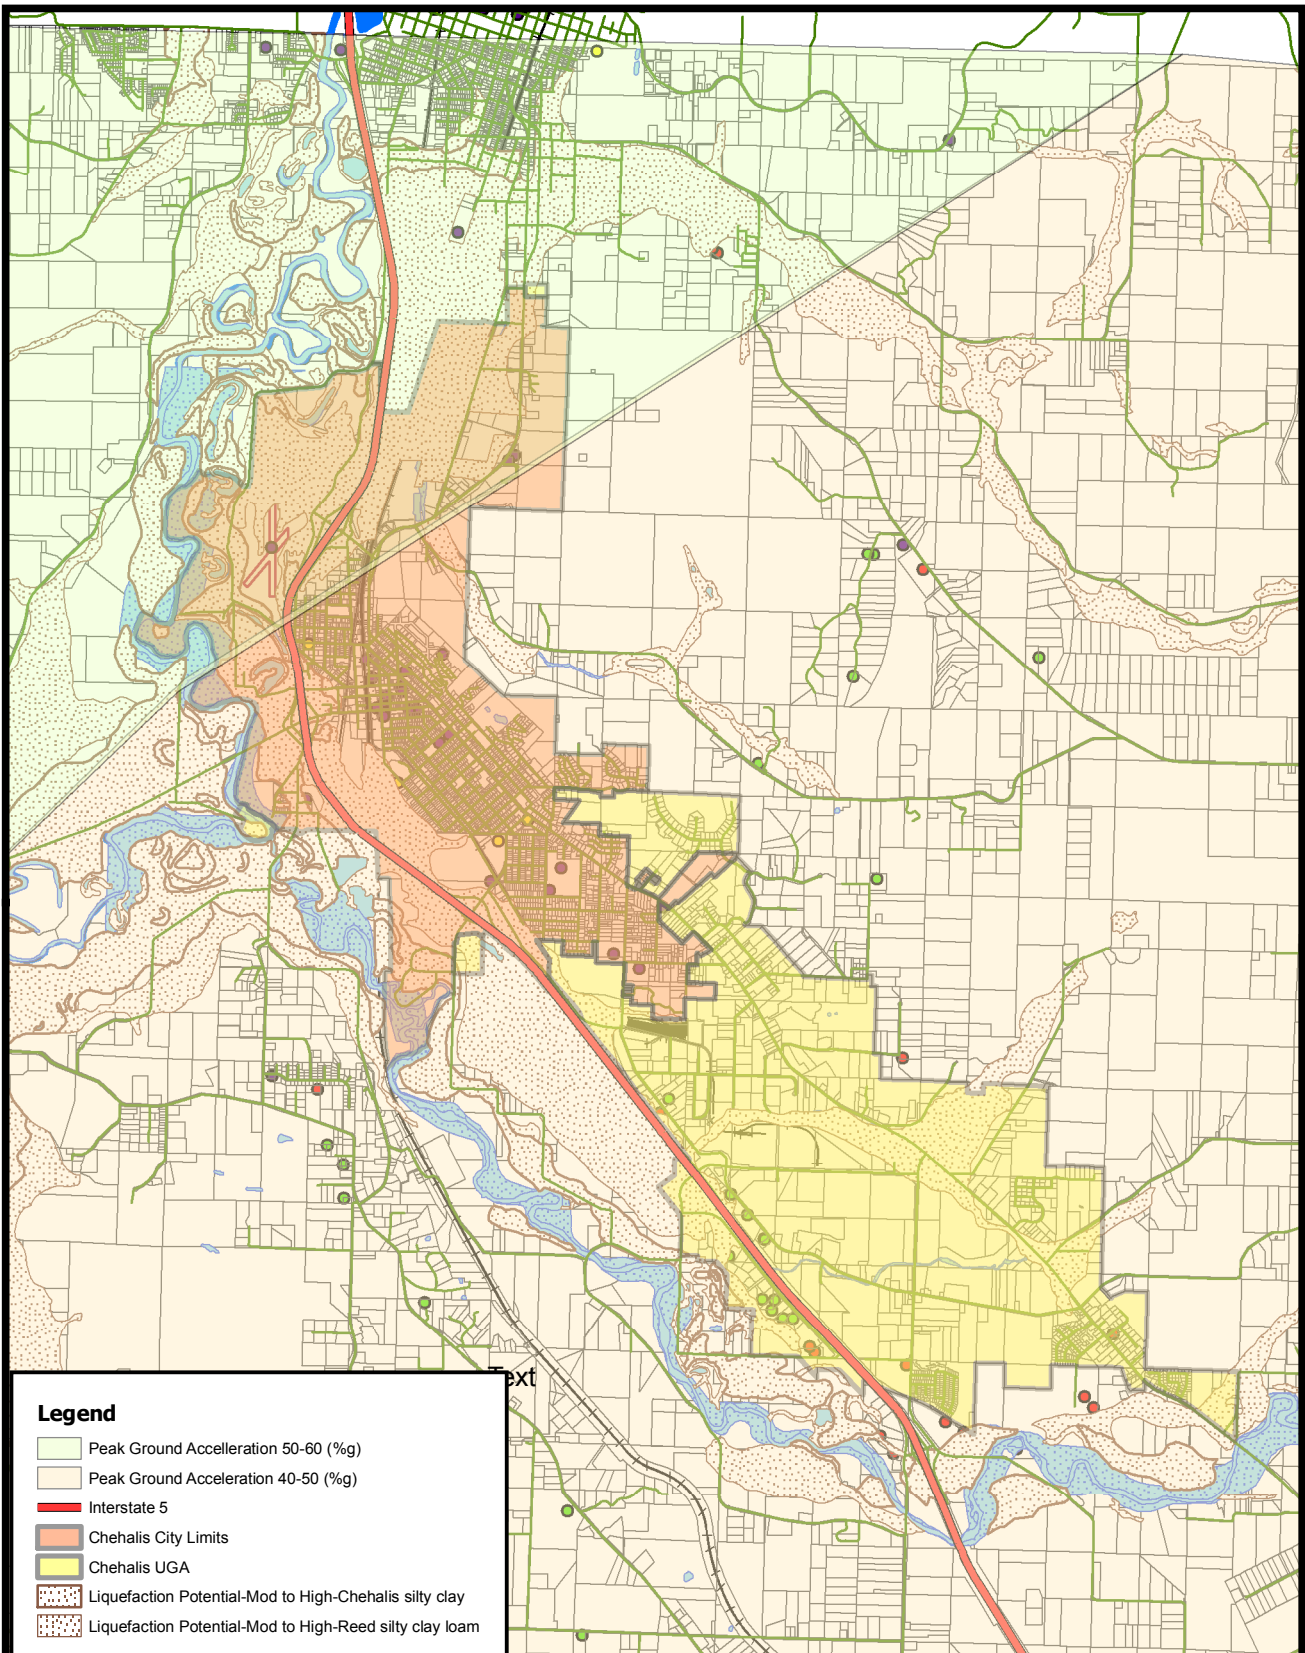 Text
Legend
Peak Ground Accelleration 50-60 (%g)
Peak Ground Acceleration 40-50 (%g)
Interstate 5
Chehalis City Limits
Chehalis UGA
Liquefaction Potential-Mod to High-Chehalis silty clay
Liquefaction Potential-Mod to High-Reed silty clay loam